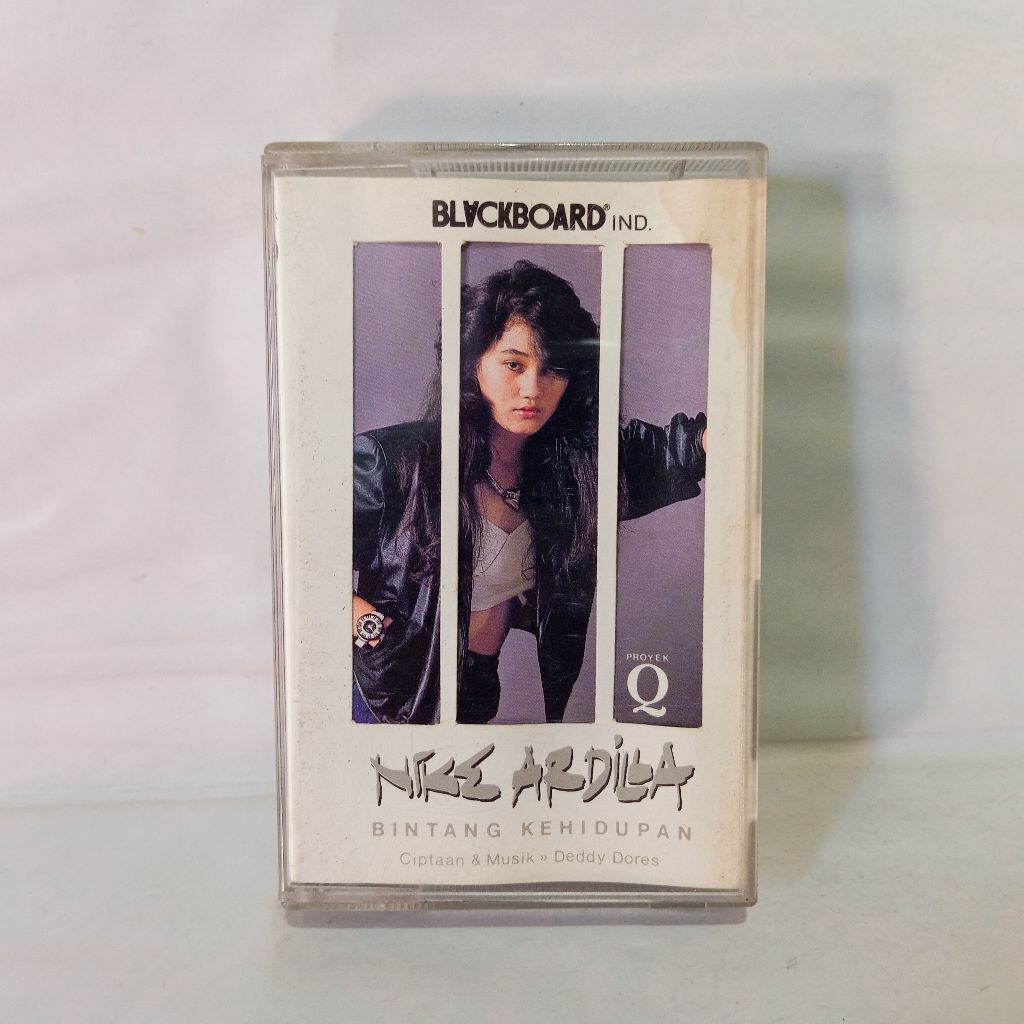 BLACKBOARD® IND.
PROYEK
Q
NIKE ARDILLA
BINTANG KEHIDUPAN
Ciptaan & Musik » Deddy Dores